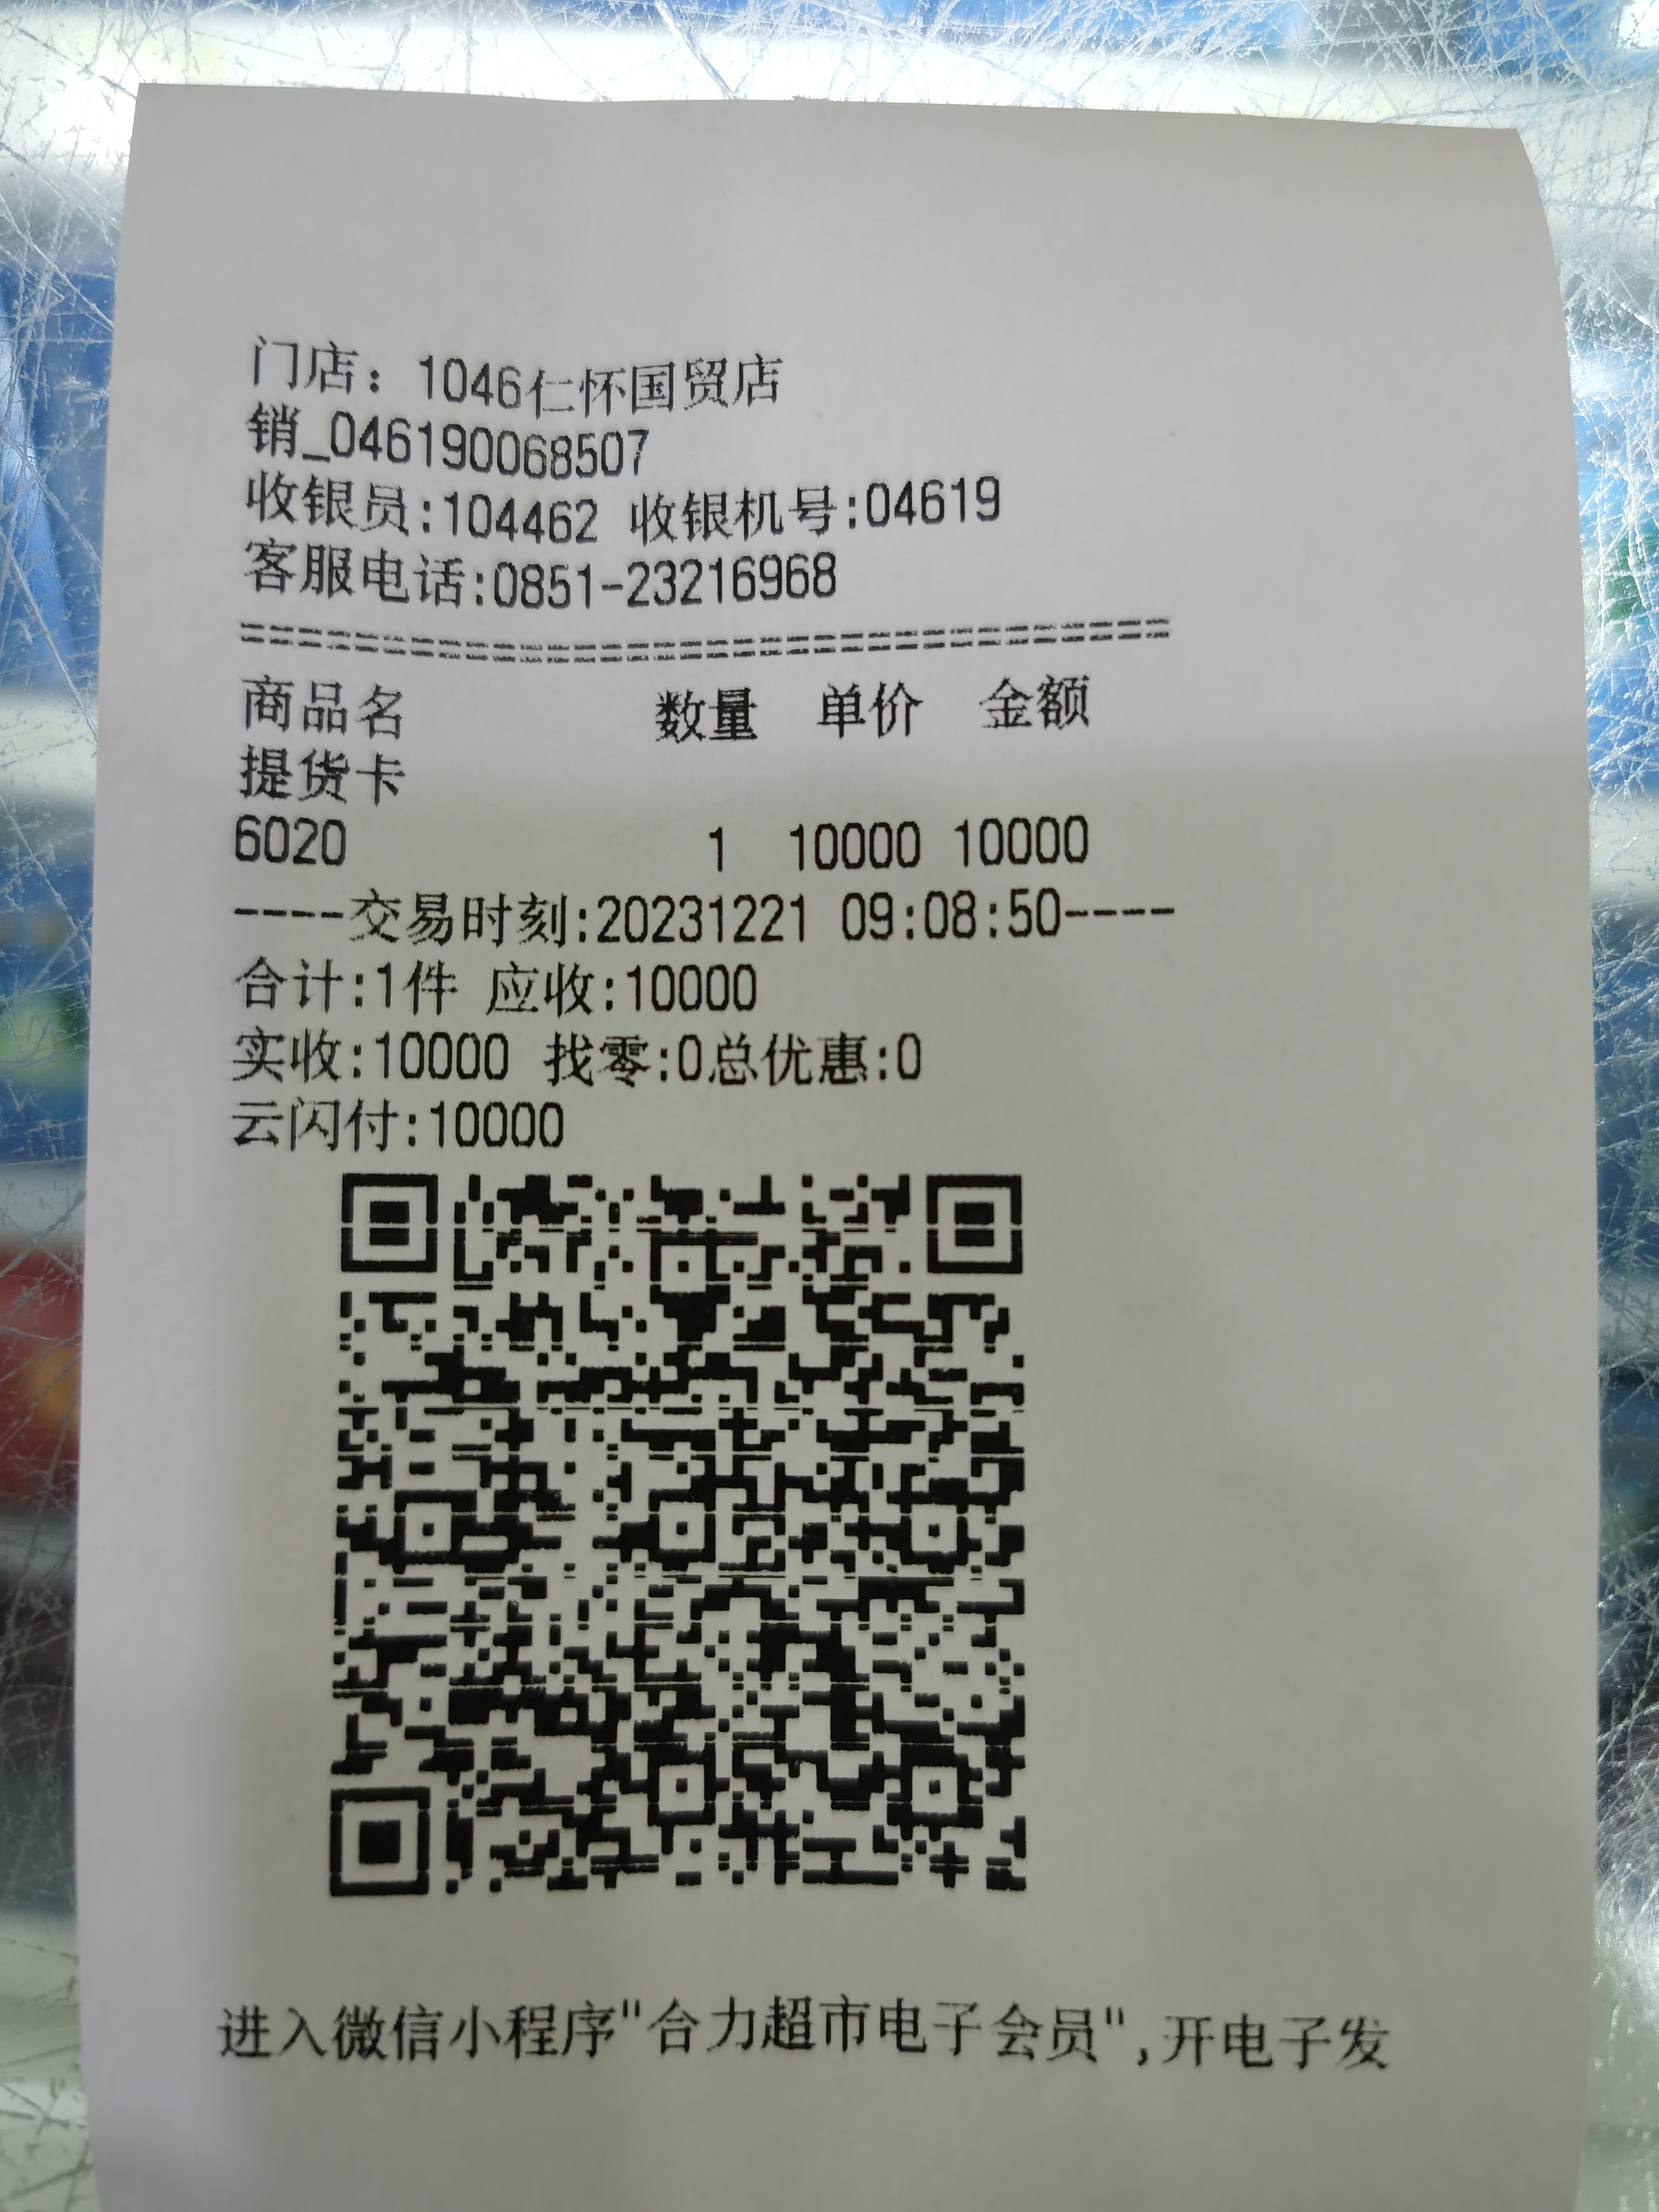 门店：1046仁怀国贸店
销_046190068507
收银员:104462 收银机号:04619
客服电话:0851-23216968
==================================
商品名 数量 单价 金额
提货卡
6020 1 10000 10000
----交易时刻:20231221 09:08:50----
合计:1件 应收:10000
实收:10000 找零:0总优惠:0
云闪付:10000
进入微信小程序"合力超市电子会员",开电子发